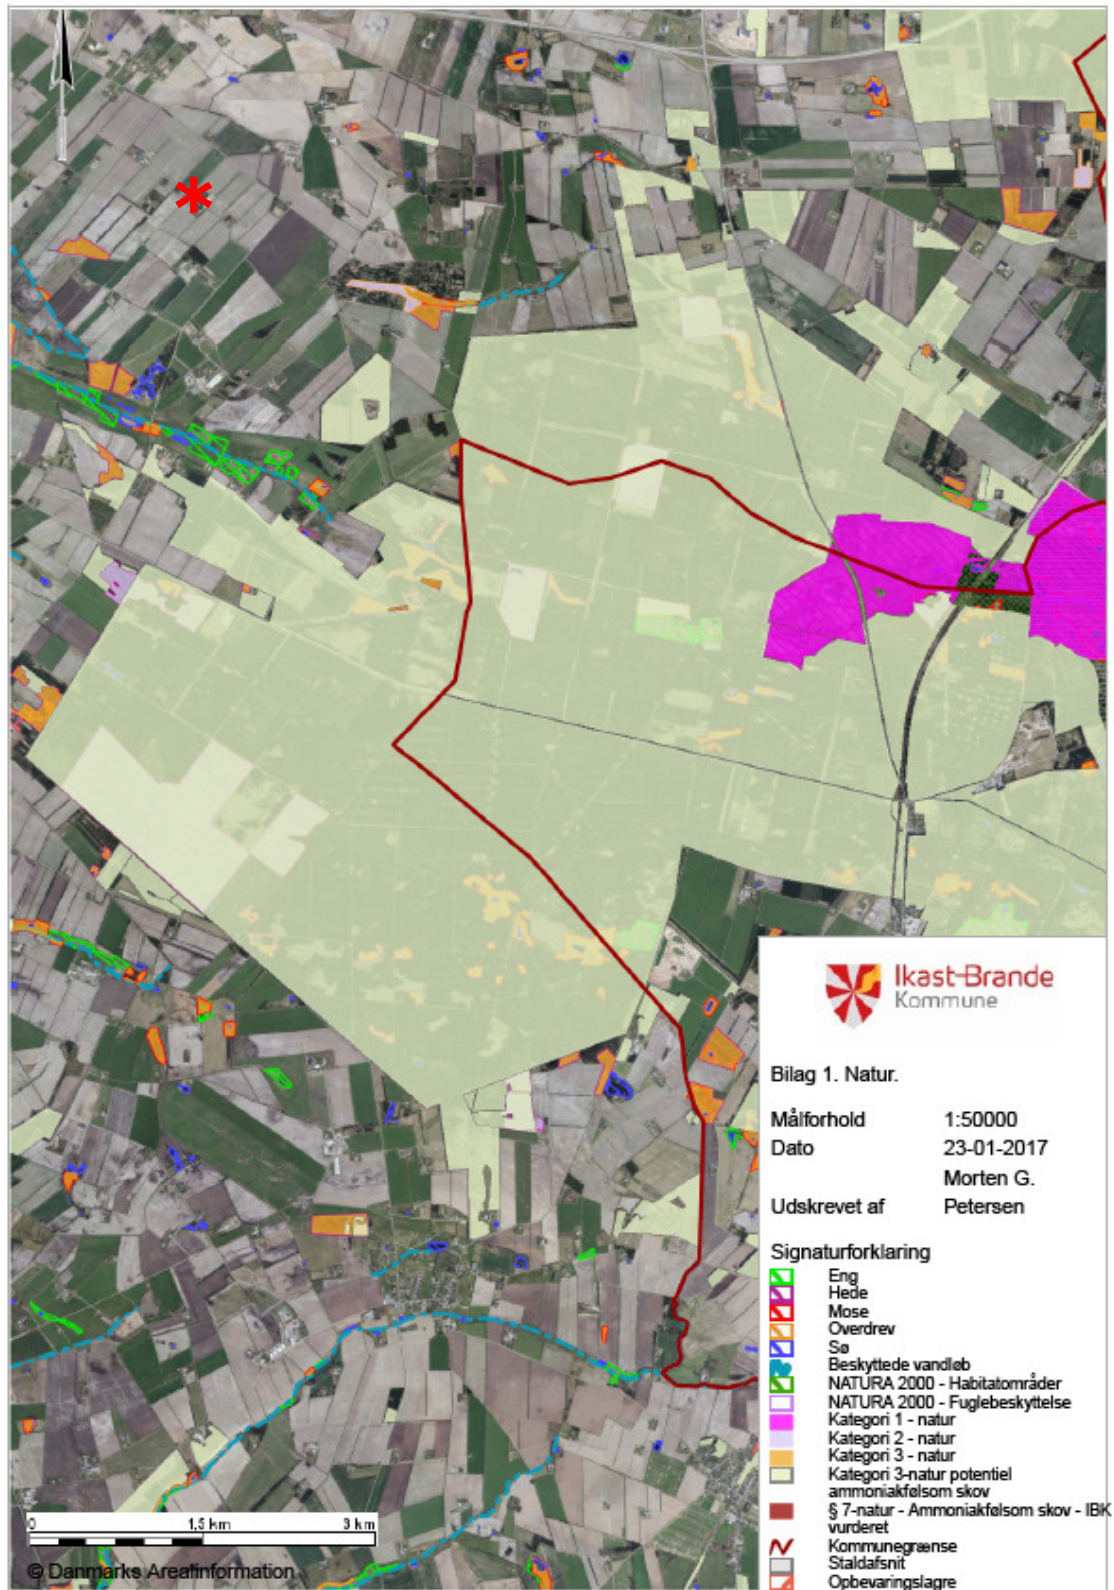 Ikast-Brande
Kommune
Bilag 1. Natur.
Målforhold 1:50000
Dato 23-01-2017
Morten G.
Udskrevet af Petersen
Signaturforklaring
Eng
Hede
Mose
Overdrev
Sø
Beskyttede vandløb
NATURA 2000 - Habitatområder
NATURA 2000 - Fuglebeskyttelse
Kategori 1 - natur
Kategori 2 - natur
Kategori 3 - natur
Kategori 3-natur potentiel
ammoniakfølsom skov
§ 7-natur - Ammoniakfølsom skov - IBK
vurderet
Kommunegrænse
Staldafsnit
Opbevaringslagre
0 1,5 km 3 km
© Danmarks Arealinformation